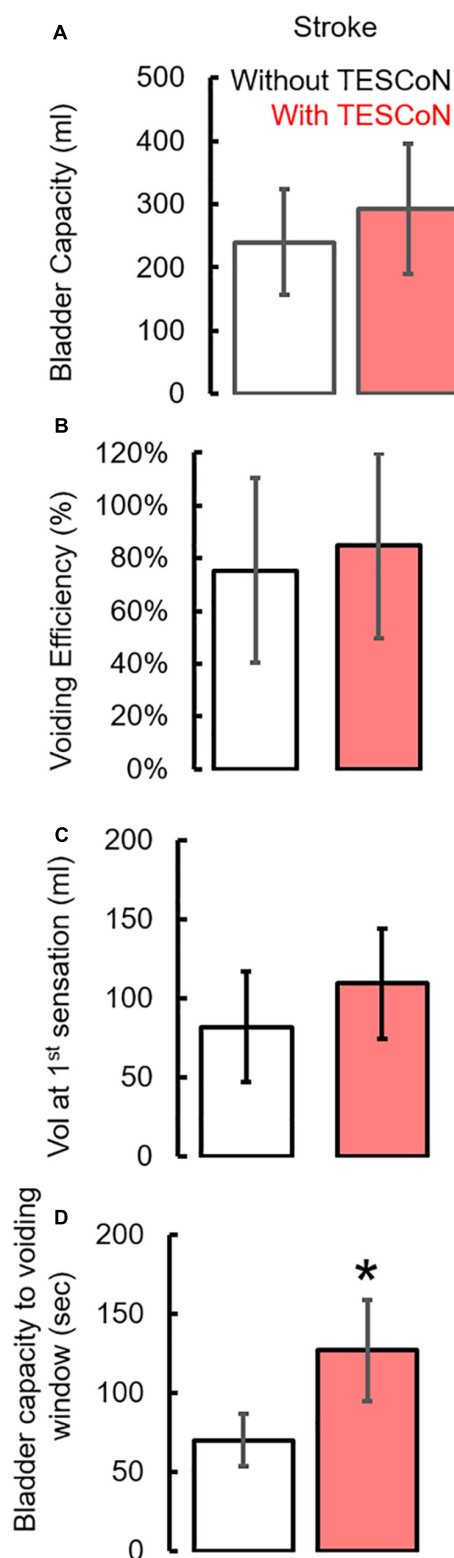 A
Stroke
Without TESCoN
With TESCoN
Bladder Capacity (ml)
500
400
300
200
100
0
B
Voiding Efficiency (%)
120%
100%
80%
60%
40%
20%
0%
C
Vol at 1st sensation (ml)
200
150
100
50
0
D
Bladder capacity to voiding
window (sec)
200
150
100
50
0
*